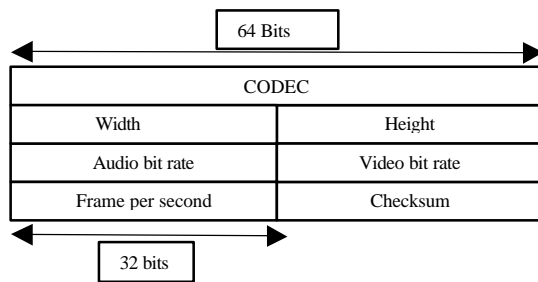 64 Bits
CODEC
Width Height
Audio bit rate Video bit rate
Frame per second Checksum
32 bits